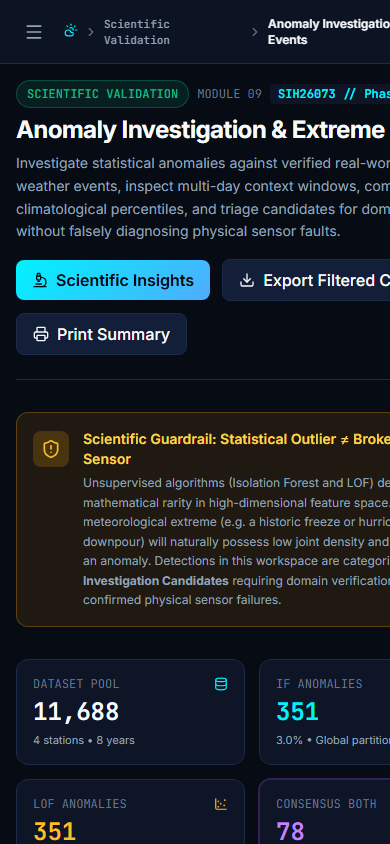 Scientific
Validation
Anomaly Investigatio
Events
SCIENTIFIC VALIDATION MODULE 09 SIH26073 // Phas
Anomaly Investigation & Extreme
Investigate statistical anomalies against verified real-wor
weather events, inspect multi-day context windows, com
climatological percentiles, and triage candidates for dom
without falsely diagnosing physical sensor faults.
Scientific Insights Export Filtered C
Print Summary
Scientific Guardrail: Statistical Outlier ≠ Broke
Sensor
Unsupervised algorithms (Isolation Forest and LOF) de
mathematical rarity in high-dimensional feature space.
meteorological extreme (e.g. a historic freeze or hurric
downpour) will naturally possess low joint density and
an anomaly. Detections in this workspace are categori
Investigation Candidates requiring domain verification
confirmed physical sensor failures.
DATASET POOL
11,688
4 stations • 8 years
IF ANOMALIES
351
3.0% • Global partition
LOF ANOMALIES
351
CONSENSUS BOTH
78